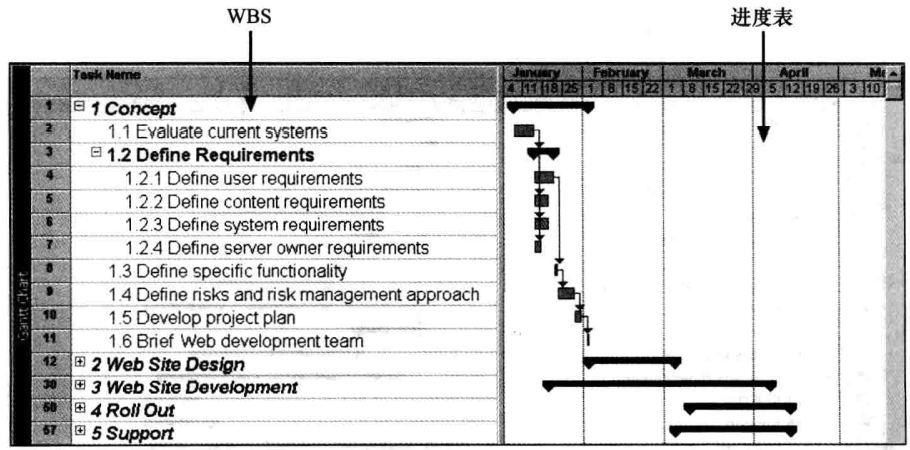 WBS 进度表
Task Name January February March April
4 11 18 25 1 8 15 22 1 8 15 22 29 5 12 19 26 3 10
1 1 Concept
2 1.1 Evaluate current systems
3 1.2 Define Requirements
4 1.2.1 Define user requirements
5 1.2.2 Define content requirements
6 1.2.3 Define system requirements
7 1.2.4 Define server owner requirements
8 1.3 Define specific functionality
9 1.4 Define risks and risk management approach
10 1.5 Develop project plan
11 1.6 Brief Web development team
12 2 Web Site Design
30 3 Web Site Development
50 4 Roll Out
57 5 Support
Gantt Chart